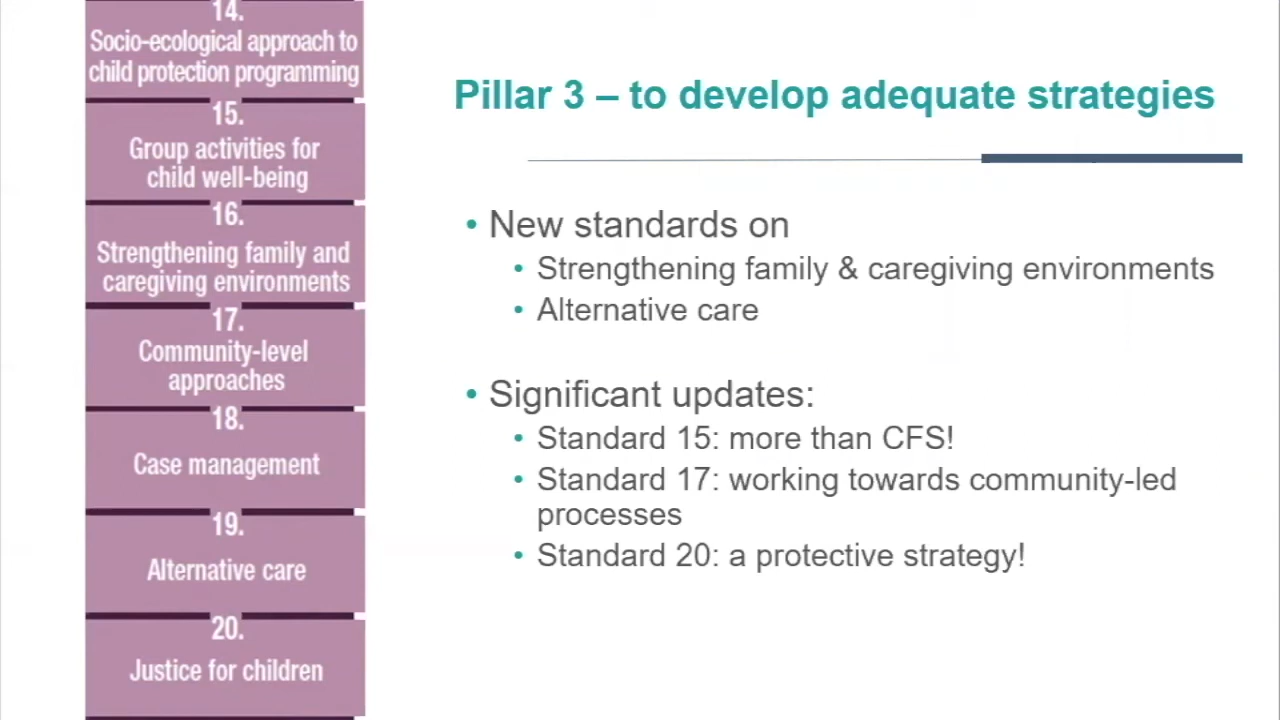 14.
Socio-ecological approach to
child protection programming
15.
Group activities for
child well-being
16.
Strengthening family and
caregiving environments
17.
Community-level
approaches
18.
Case management
19.
Alternative care
20.
Justice for children
Pillar 3 – to develop adequate strategies
• New standards on
• Strengthening family & caregiving environments
• Alternative care
• Significant updates:
• Standard 15: more than CFS!
• Standard 17: working towards community-led
processes
• Standard 20: a protective strategy!